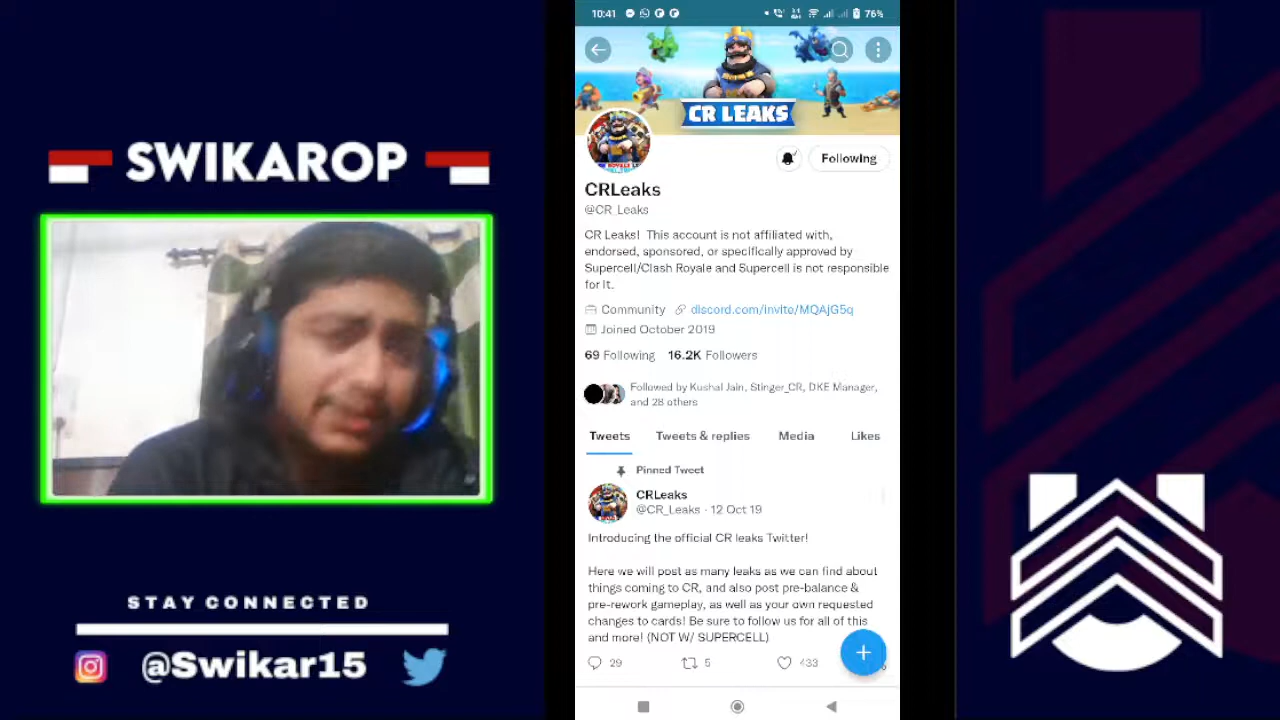 SWIKAROP
STAY CONNECTED
@Swikar15
10:41
76%
CR LEAKS
Following
CRLeaks
@CR_Leaks
CR Leaks! This account is not affiliated with,
endorsed, sponsored, or specifically approved by
Supercell/Clash Royale and Supercell is not responsible
for it.
Community discord.com/invite/MQAjG5q
Joined October 2019
69 Following 16.2K Followers
Followed by Kushal Jain, Stinger_CR, DKE Manager,
and 28 others
Tweets Tweets & replies Media Likes
Pinned Tweet
CRLeaks
@CR_Leaks · 12 Oct 19
Introducing the official CR leaks Twitter!
Here we will post as many leaks as we can find about
things coming to CR, and also post pre-balance &
pre-rework gameplay, as well as your own requested
changes to cards! Be sure to follow us for all of this
and more! (NOT W/ SUPERCELL)
29 5 433